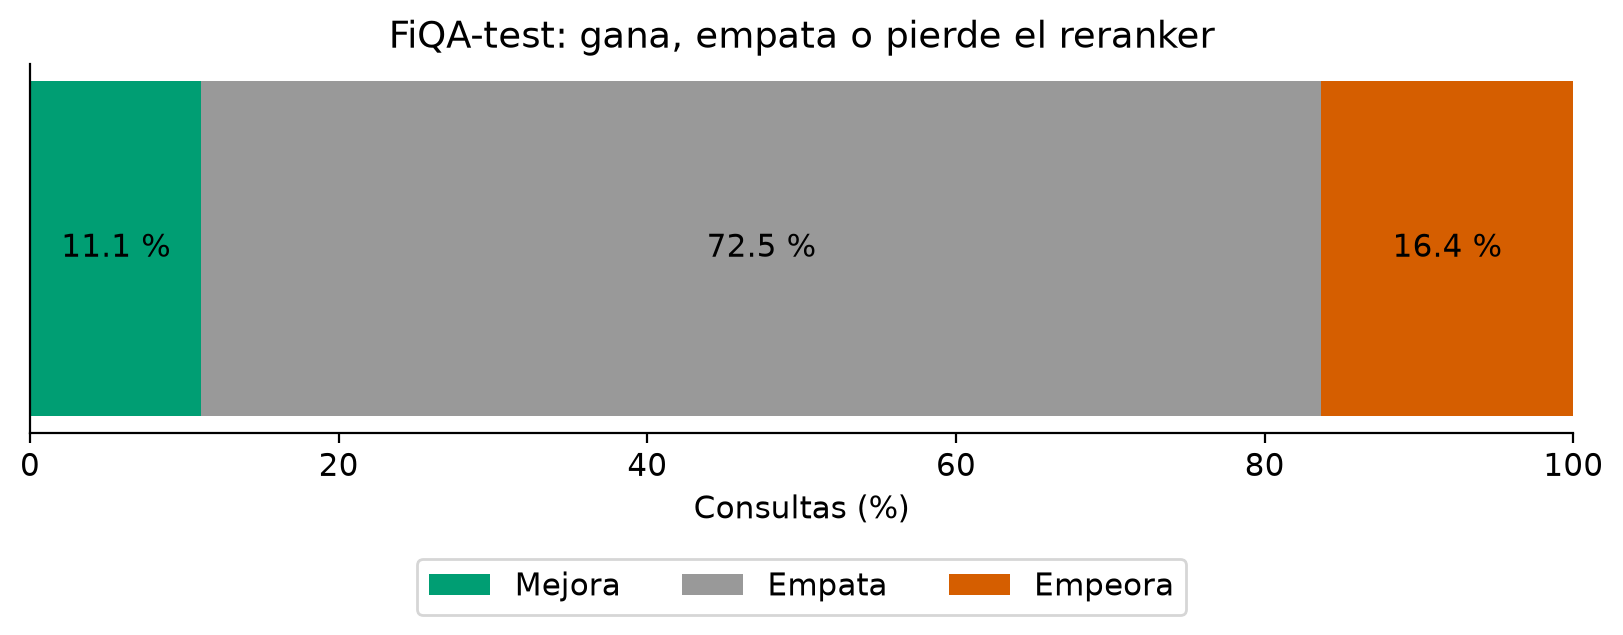 FiQA-test: gana, empata o pierde el reranker
11.1 % 72.5 % 16.4 %
0 20 40 60 80 100
Consultas (%)
Mejora Empata Empeora